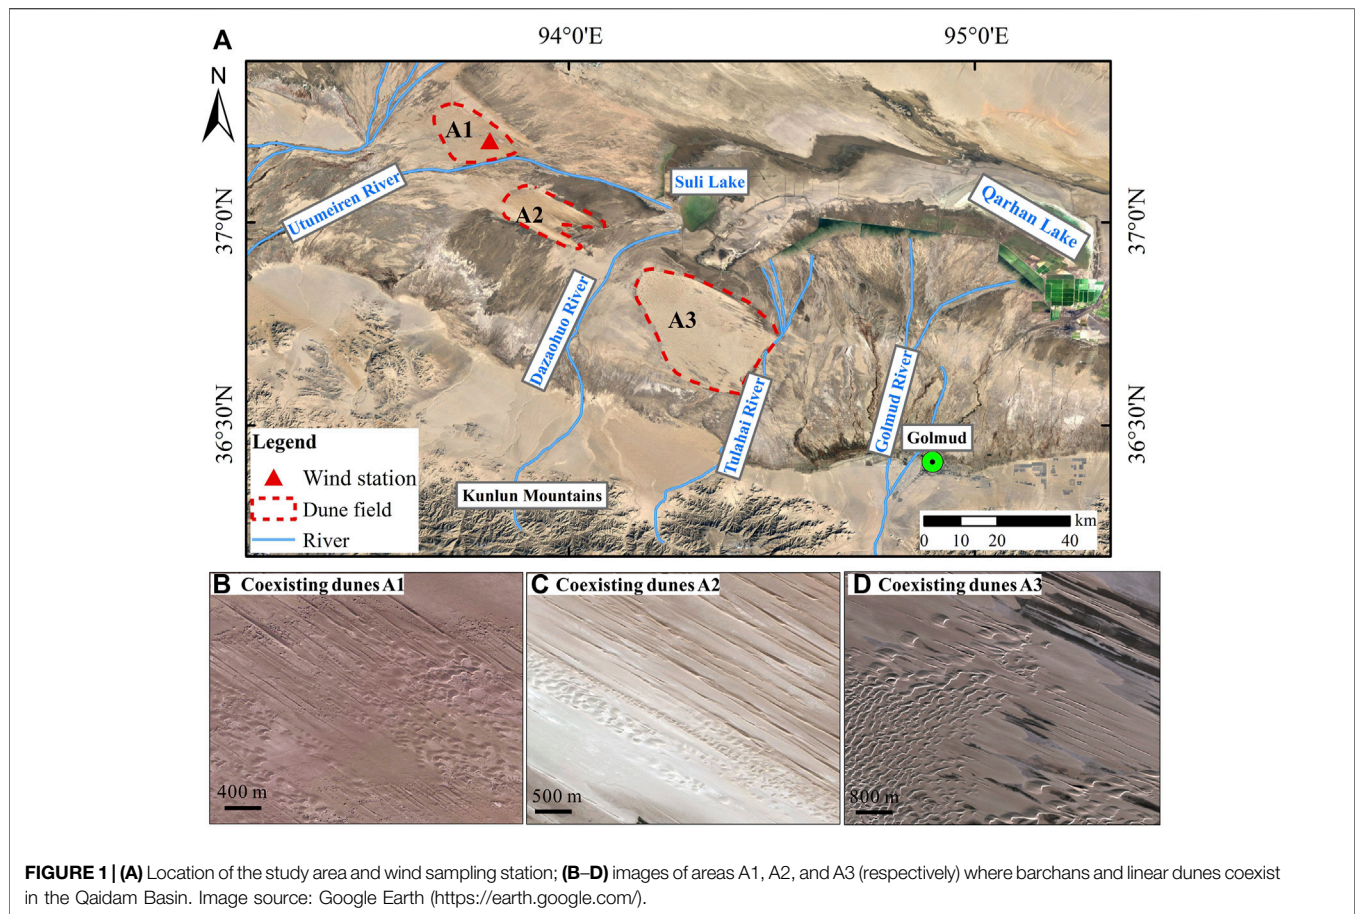 A
94°0'E
95°0'E
N
A1
Suli Lake
Qarhan Lake
Utumeiren River
A2
37°0'N
37°0'N
Dazaohuo River
A3
Tulahai River
Golmud River
36°30'N
36°30'N
Golmud
Legend
Wind station
Dune field
River
Kunlun Mountains
km
0 10 20 40
B Coexisting dunes A1
400 m
C Coexisting dunes A2
500 m
D Coexisting dunes A3
800 m
FIGURE 1 | (A) Location of the study area and wind sampling station; (B–D) images of areas A1, A2, and A3 (respectively) where barchans and linear dunes coexist
in the Qaidam Basin. Image source: Google Earth (https://earth.google.com/).